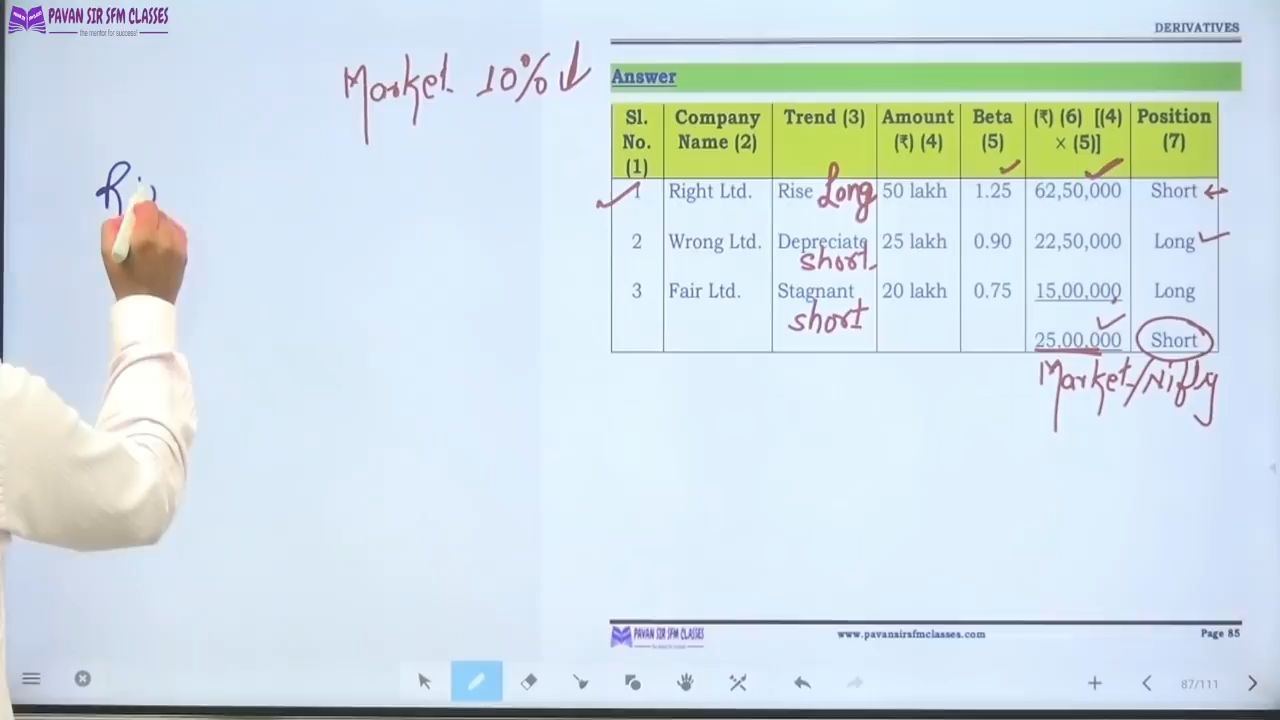 PAVAN SIR SFM CLASSES
the mentor for success!
Market 10% ↓
Ri
DERIVATIVES
Answer
Sl. No. (1) Company Name (2) Trend (3) Amount (₹) (4) Beta (5) (₹) (6) [(4) × (5)] Position (7)
1 Right Ltd. Rise Long 50 lakh 1.25 62,50,000 Short ←
2 Wrong Ltd. Depreciate 25 lakh 0.90 22,50,000 Long
short
3 Fair Ltd. Stagnant 20 lakh 0.75 15,00,000 Long
short
25,00,000 Short
Market/Nifty
PAVAN SIR SFM CLASSES
www.pavansirsfmclasses.com
Page 85
87/111